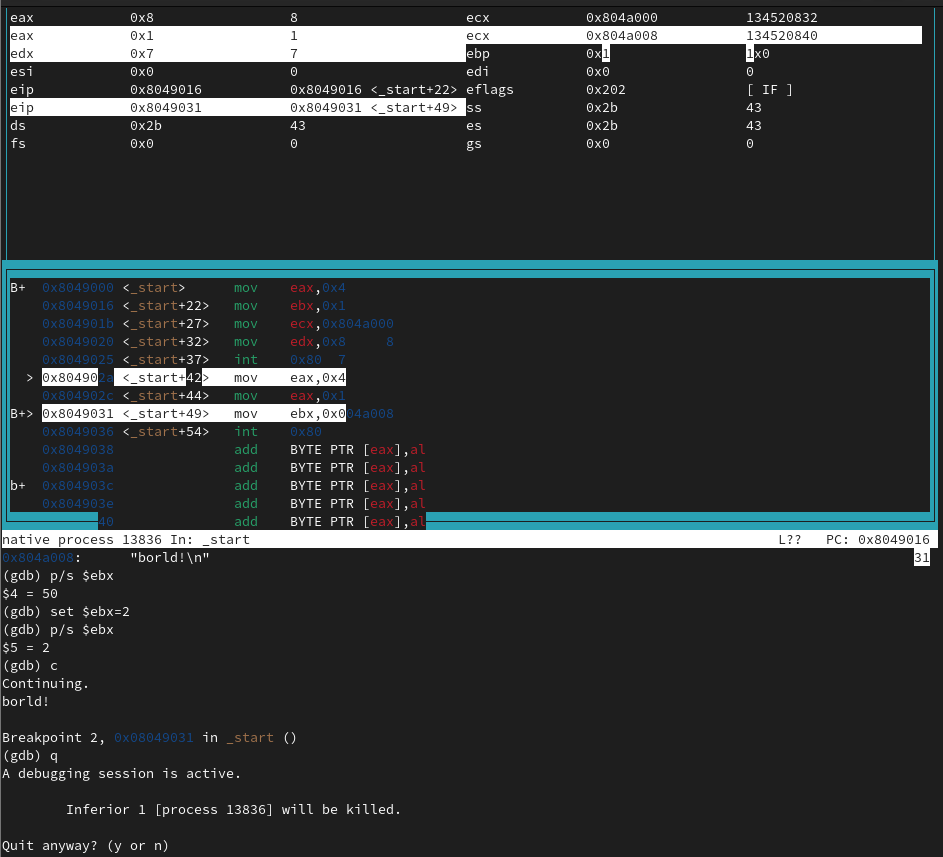 eax 0x8 8 ecx 0x804a000 134520832
eax 0x1 1 ecx 0x804a008 134520840
edx 0x7 7 ebp 0x1 1x0
esi 0x0 0 edi 0x0 0
eip 0x8049016 0x8049016 <_start+22> eflags 0x202 [ IF ]
eip 0x8049031 0x8049031 <_start+49> ss 0x2b 43
ds 0x2b 43 es 0x2b 43
fs 0x0 0 gs 0x0 0
B+ 0x8049000 <_start> mov eax,0x4
0x8049016 <_start+22> mov ebx,0x1
0x804901b <_start+27> mov ecx,0x804a000
0x8049020 <_start+32> mov edx,0x8 8
0x8049025 <_start+37> int 0x80 7
> 0x804902a <_start+42> mov eax,0x4
0x804902c <_start+44> mov eax,0x1
B+> 0x8049031 <_start+49> mov ebx,0x004a008
0x8049036 <_start+54> int 0x80
0x8049038 add BYTE PTR [eax],al
0x804903a add BYTE PTR [eax],al
b+ 0x804903c add BYTE PTR [eax],al
0x804903e add BYTE PTR [eax],al
40 add BYTE PTR [eax],al
native process 13836 In: _start L?? PC: 0x8049016
0x804a008: "borld!\n" 31
(gdb) p/s $ebx
$4 = 50
(gdb) set $ebx=2
(gdb) p/s $ebx
$5 = 2
(gdb) c
Continuing.
borld!
Breakpoint 2, 0x08049031 in _start ()
(gdb) q
A debugging session is active.
Inferior 1 [process 13836] will be killed.
Quit anyway? (y or n)